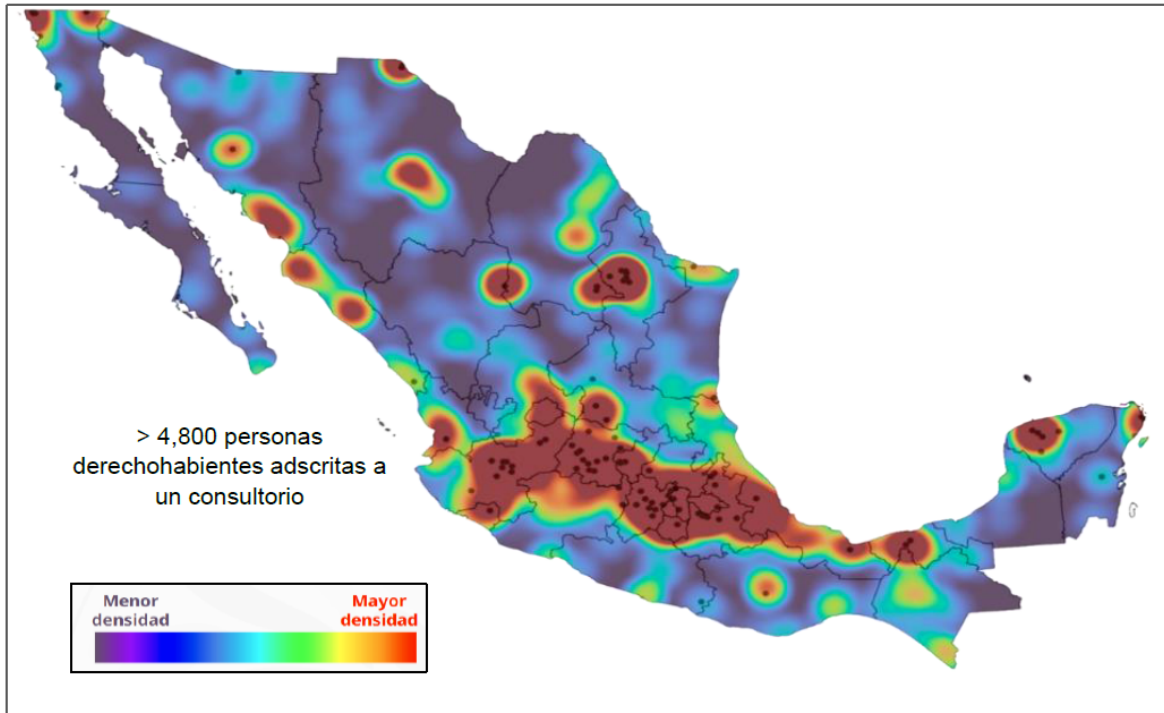 > 4,800 personas
derechohabientes adscritas a
un consultorio
Menor
densidad
Mayor
densidad